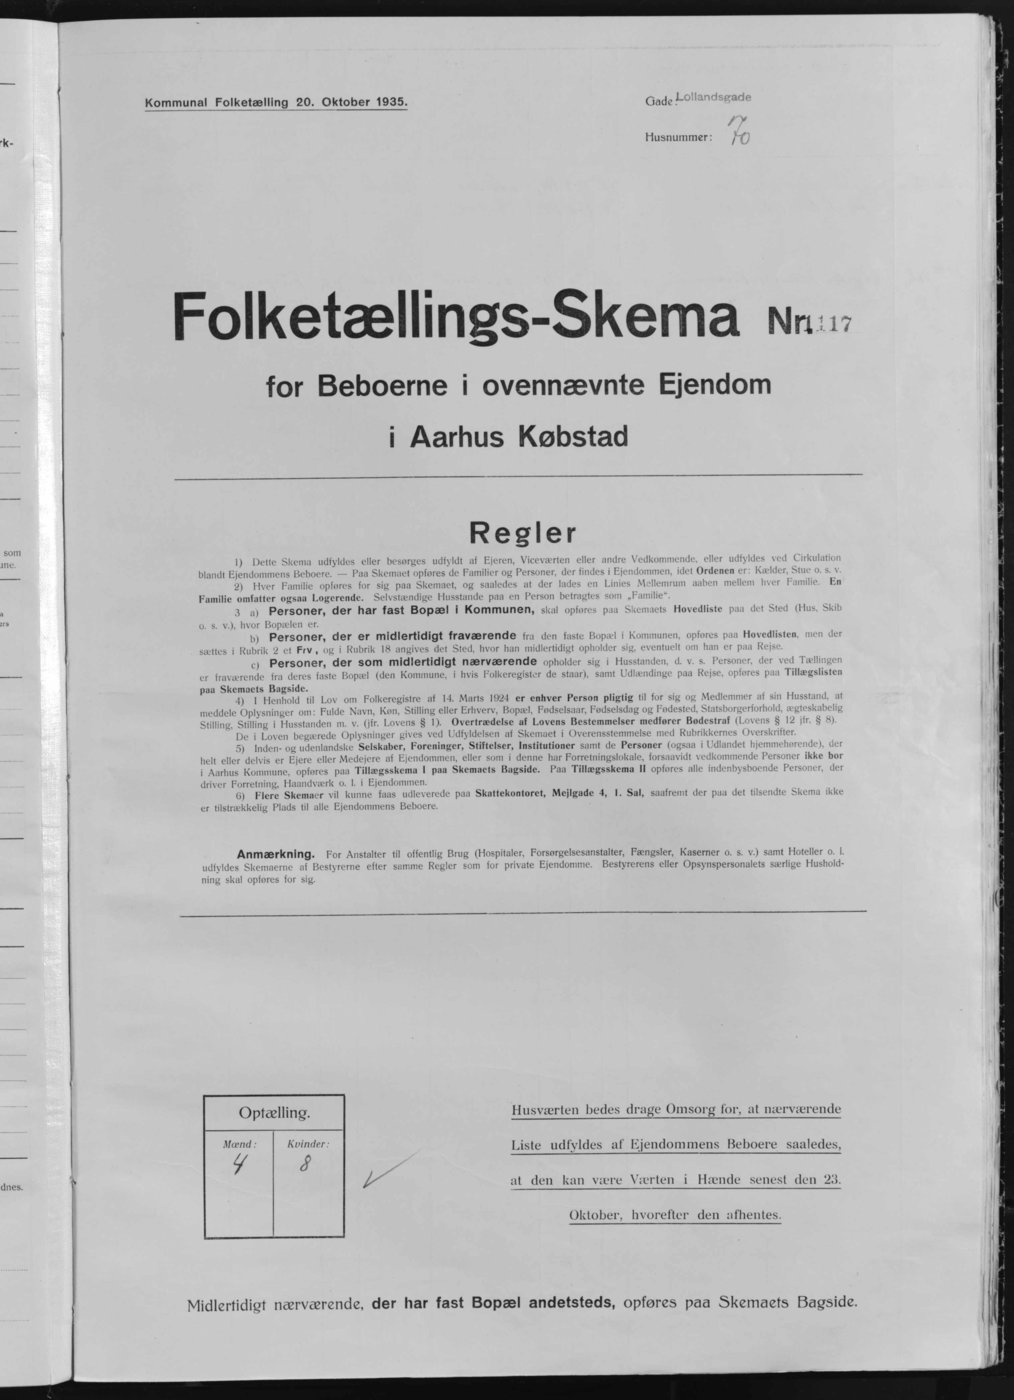 Kommunal Folketælling 20. Oktober 1935.
Gade: Lollandsgade
Husnummer: 70
Folketællings-Skema Nr. 1117
for Beboerne i ovennævnte Ejendom
i Aarhus Købstad
Regler
1) Dette Skema udfyldes eller besørges udfyldt af Ejeren, Viceværten eller andre Vedkommende, eller udfyldes ved Cirkulation
blandt Ejendommens Beboere. — Paa Skemaet opføres de Familier og Personer, der findes i Ejendommen, idet Ordenen er: Kælder, Stue o. s. v.
2) Hver Familie opføres for sig paa Skemaet, og saaledes at der lades en Linies Mellemrum aaben mellem hver Familie. En
Familie omfatter ogsaa Logerende. Selvstændige Husstande paa en Person betragtes som „Familie".
3 a) Personer, der har fast Bopæl i Kommunen, skal opføres paa Skemaets Hovedliste paa det Sted (Hus, Skib
o. s. v.), hvor Bopælen er.
b) Personer, der er midlertidigt fraværende fra den faste Bopæl i Kommunen, opføres paa Hovedlisten, men der
sættes i Rubrik 2 et Frv, og i Rubrik 18 angives det Sted, hvor han midlertidigt opholder sig, eventuelt om han er paa Rejse.
c) Personer, der som midlertidigt nærværende opholder sig i Husstanden, d. v. s. Personer, der ved Tællingen
er fraværende fra deres faste Bopæl (den Kommune, i hvis Folkeregister de staar), samt Udlændinge paa Rejse, opføres paa Tillægslisten
paa Skemaets Bagside.
4) I Henhold til Lov om Folkeregistre af 14. Marts 1924 er enhver Person pligtig til for sig og Medlemmer af sin Husstand, at
meddele Oplysninger om: Fulde Navn, Køn, Stilling eller Erhverv, Bopæl, Fødselsaar, Fødselsdag og Fødested, Statsborgerforhold, ægteskabelig
Stilling, Stilling i Husstanden m. v. (jfr. Lovens § 1). Overtrædelse af Lovens Bestemmelser medfører Bødestraf (Lovens § 12 jfr. § 8).
De i Loven begærede Oplysninger gives ved Udfyldelsen af Skemaet i Overensstemmelse med Rubrikkernes Overskrifter.
5) Inden- og udenlandske Selskaber, Foreninger, Stiftelser, Institutioner samt de Personer (ogsaa i Udlandet hjemmehørende), der
helt eller delvis er Ejere eller Medejere af Ejendommen, eller som i denne har Forretningslokale, forsaavidt vedkommende Personer ikke bor
i Aarhus Kommune, opføres paa Tillægsskema I paa Skemaets Bagside. Paa Tillægsskema II opføres alle indenbysboende Personer, der
driver Forretning, Haandværk o. l. i Ejendommen.
6) Flere Skemaer vil kunne faas udleverede paa Skattekontoret, Mejlgade 4, 1. Sal, saafremt der paa det tilsendte Skema ikke
er tilstrækkelig Plads til alle Ejendommens Beboere.
Anmærkning. For Anstalter til offentlig Brug (Hospitaler, Forsørgelsesanstalter, Fængsler, Kaserner o. s. v.) samt Hoteller o. l.
udfyldes Skemaerne af Bestyrerne efter samme Regler som for private Ejendomme. Bestyrerens eller Opsynspersonalets særlige Hushold-
ning skal opføres for sig.
Optælling.
Mænd: Kvinder:
4 8
Husværten bedes drage Omsorg for, at nærværende
Liste udfyldes af Ejendommens Beboere saaledes,
at den kan være Værten i Hænde senest den 23.
Oktober, hvorefter den afhentes.
Midlertidigt nærværende, der har fast Bopæl andetsteds, opføres paa Skemaets Bagside.